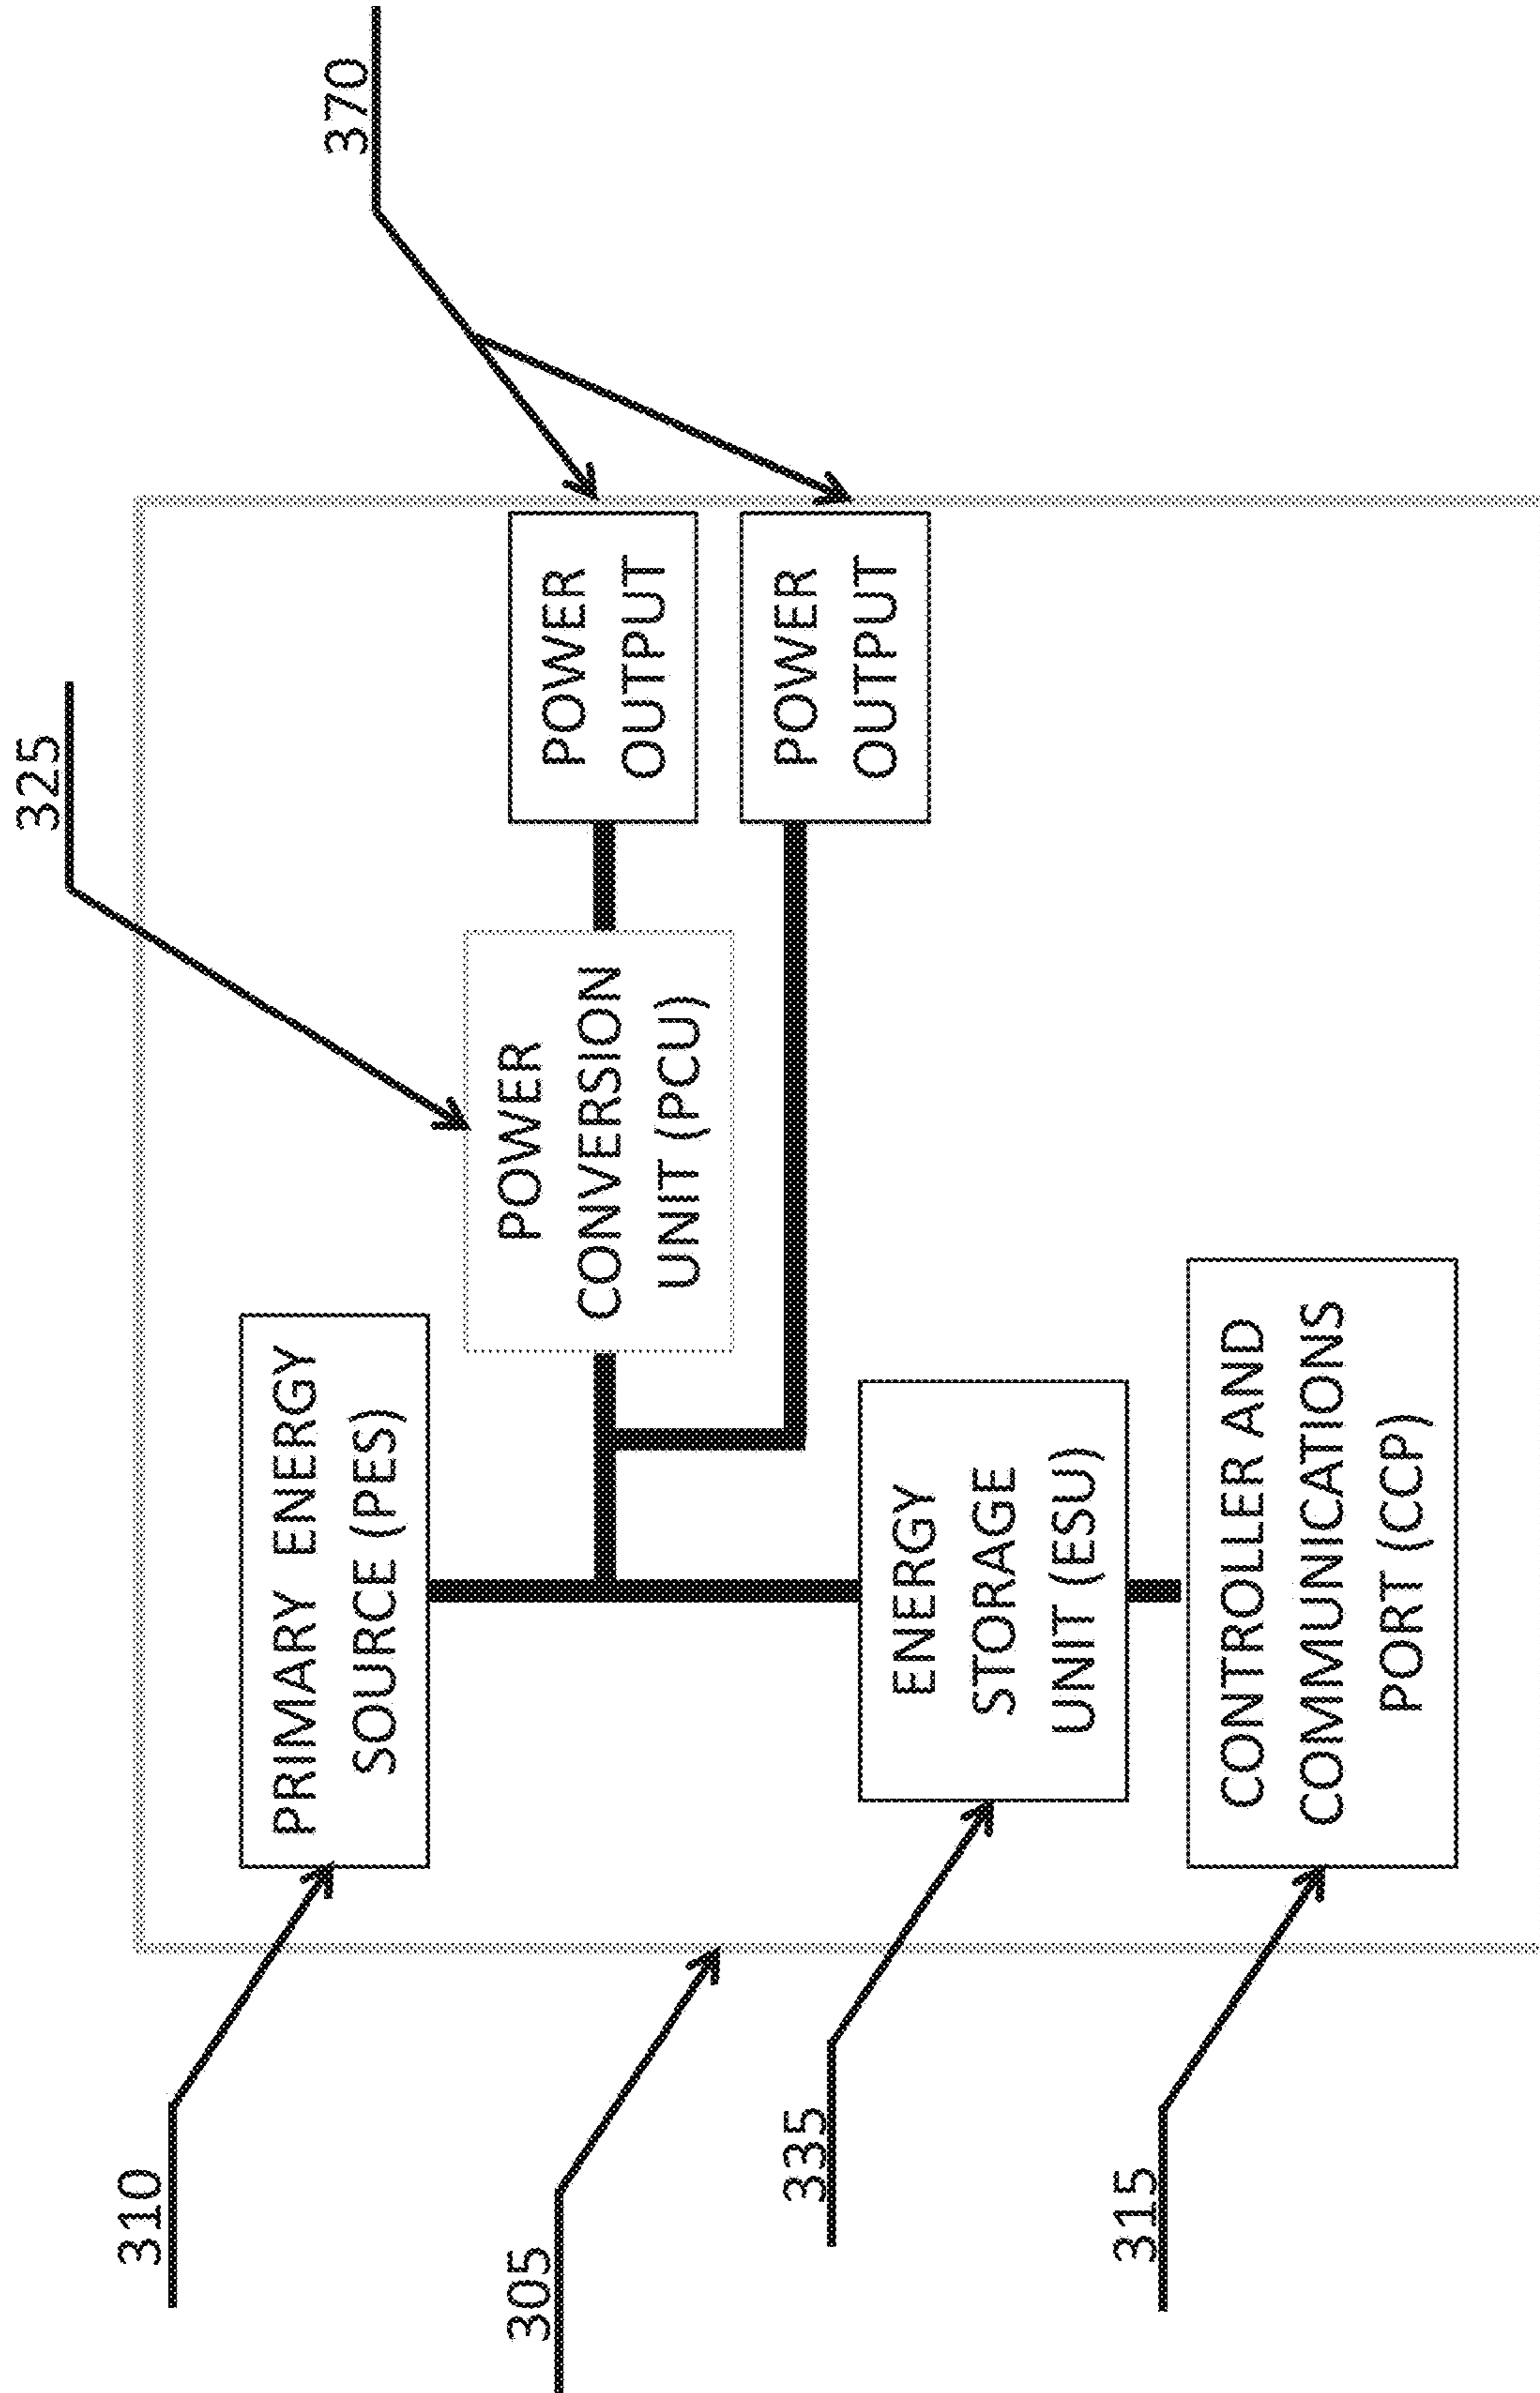 325
370
310
PRIMARY ENERGY
SOURCE (PES)
POWER
CONVERSION
UNIT (PCU)
POWER
OUTPUT
POWER
OUTPUT
305
335
ENERGY
STORAGE
UNIT (ESU)
315
CONTROLLER AND
COMMUNICATIONS
PORT (CCP)